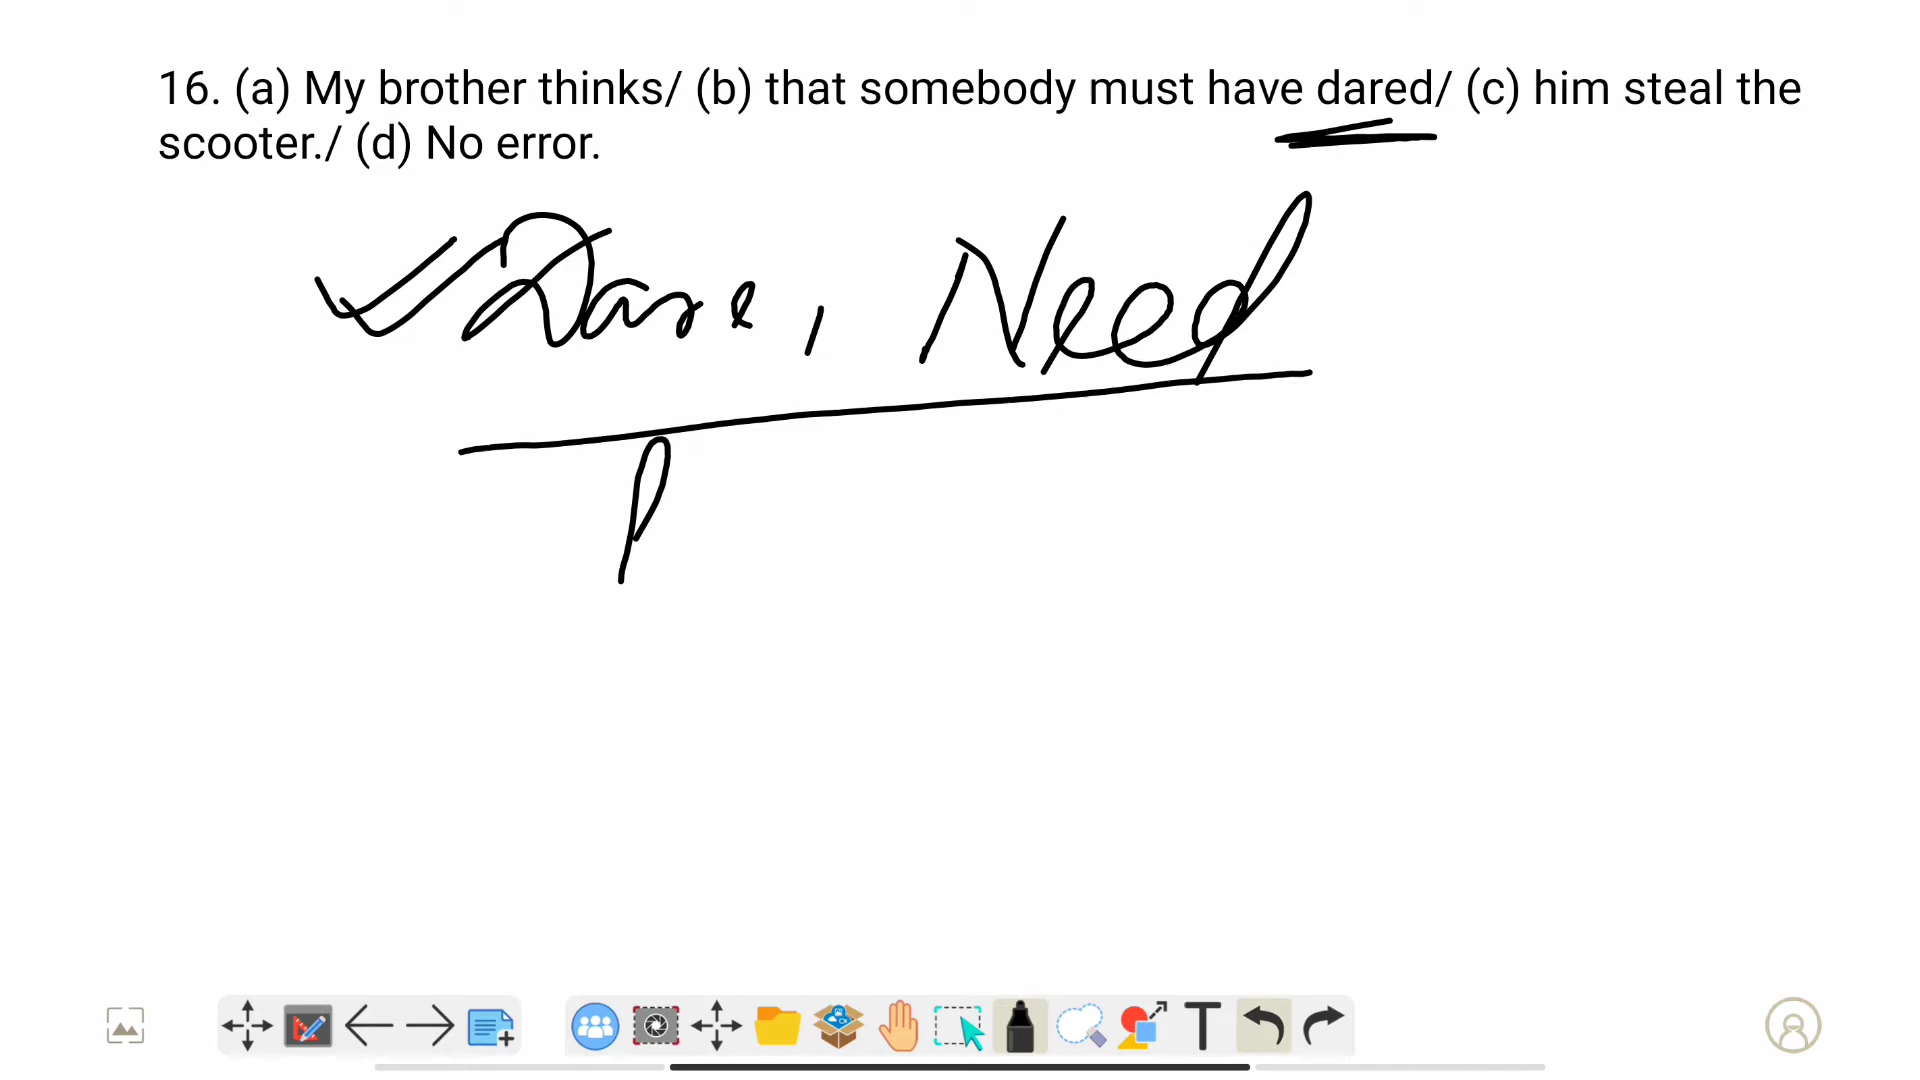 16. (a) My brother thinks/ (b) that somebody must have dared/ (c) him steal the
scooter./ (d) No error.
Dare, Need
P
T